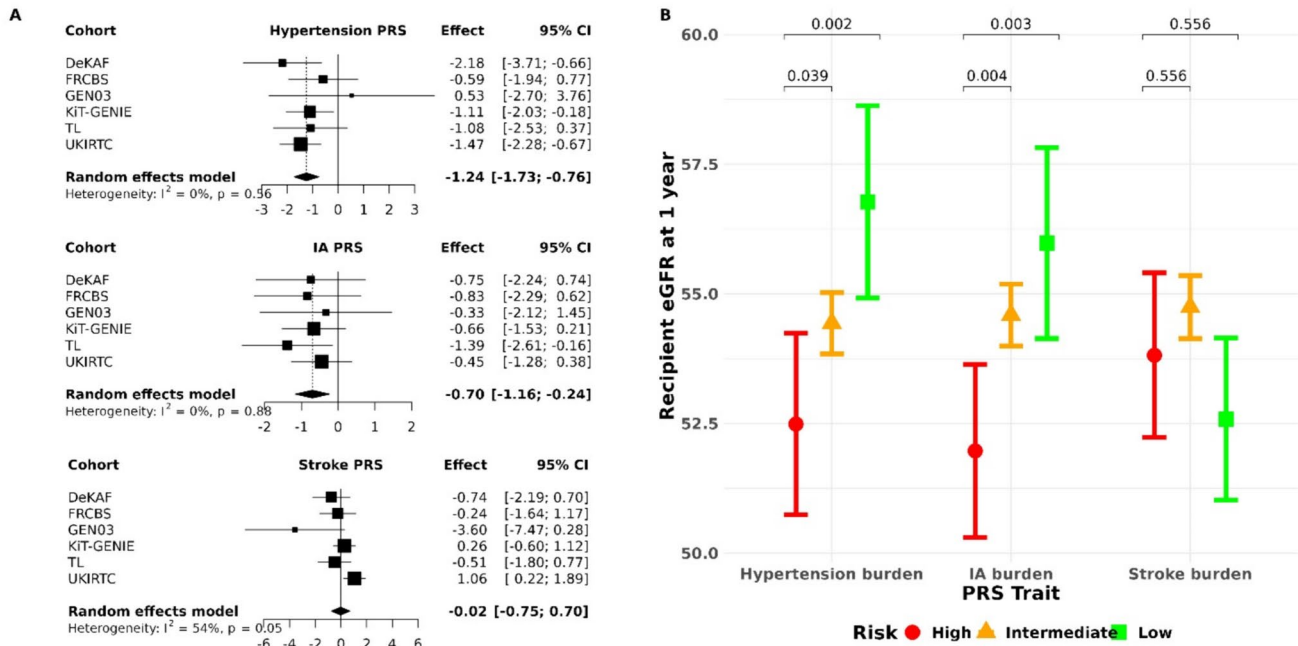 A
Cohort Hypertension PRS Effect 95% CI
DeKAF -2.18 [-3.71; -0.66]
FRCBS -0.59 [-1.94; 0.77]
GEN03 0.53 [-2.70; 3.76]
KiT-GENIE -1.11 [-2.03; -0.18]
TL -1.08 [-2.53; 0.37]
UKIRTC -1.47 [-2.28; -0.67]
Random effects model -1.24 [-1.73; -0.76]
Heterogeneity: I² = 0%, p = 0.56
-3 -2 -1 0 1 2 3
Cohort IA PRS Effect 95% CI
DeKAF -0.75 [-2.24; 0.74]
FRCBS -0.83 [-2.29; 0.62]
GEN03 -0.33 [-2.12; 1.45]
KiT-GENIE -0.66 [-1.53; 0.21]
TL -1.39 [-2.61; -0.16]
UKIRTC -0.45 [-1.28; 0.38]
Random effects model -0.70 [-1.16; -0.24]
Heterogeneity: I² = 0%, p = 0.88
-2 -1 0 1 2
Cohort Stroke PRS Effect 95% CI
DeKAF -0.74 [-2.19; 0.70]
FRCBS -0.24 [-1.64; 1.17]
GEN03 -3.60 [-7.47; 0.28]
KiT-GENIE 0.26 [-0.60; 1.12]
TL -0.51 [-1.80; 0.77]
UKIRTC 1.06 [ 0.22; 1.89]
Random effects model -0.02 [-0.75; 0.70]
Heterogeneity: I² = 54%, p = 0.05
-6 -4 -2 0 2 4 6
B
0.002 0.003 0.556
60.0
0.039 0.004 0.556
57.5
55.0
52.5
50.0
Recipient eGFR at 1 year
Hypertension burden IA burden Stroke burden
PRS Trait
Risk High Intermediate Low